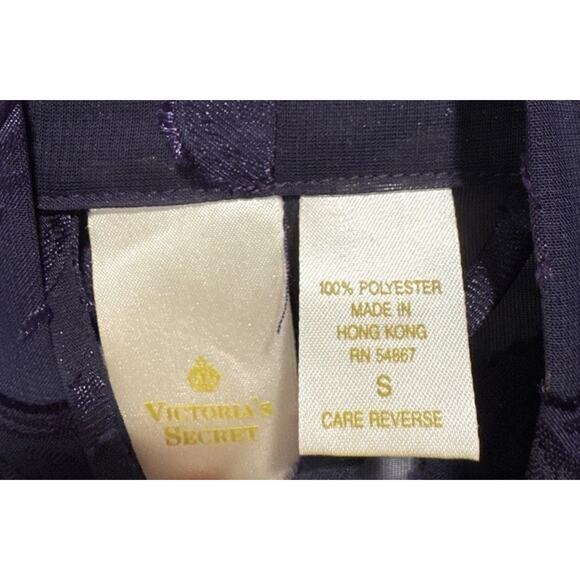 VICTORIA'S
SECRET
100% POLYESTER
MADE IN
HONG KONG
RN 54867
S
CARE REVERSE